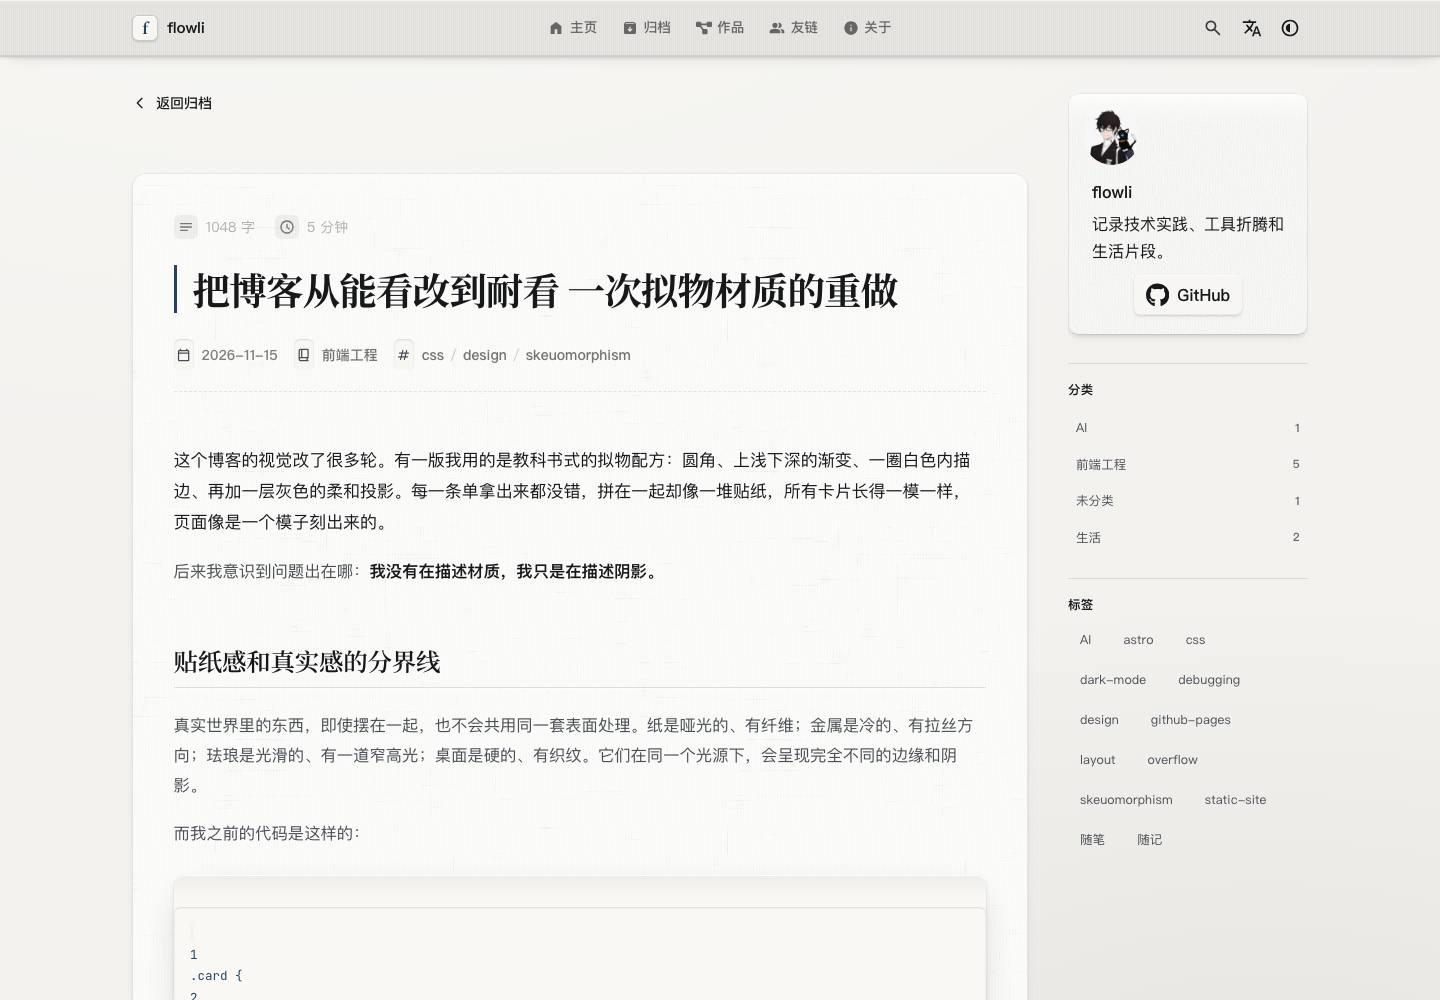 f flowli
主页 归档 作品 友链 关于
返回归档
1048 字 5 分钟
把博客从能看改到耐看 一次拟物材质的重做
2026-11-15 前端工程 # css / design / skeuomorphism
这个博客的视觉改了很多轮。有一版我用的是教科书式的拟物配方：圆角、上浅下深的渐变、一圈白色内描
边、再加一层灰色的柔和投影。每一条单拿出来都没错，拼在一起却像一堆贴纸，所有卡片长得一模一样，
页面像是一个模子刻出来的。
后来我意识到问题出在哪：我没有在描述材质，我只是在描述阴影。
贴纸感和真实感的分界线
真实世界里的东西，即使摆在一起，也不会共用同一套表面处理。纸是哑光的、有纤维；金属是冷的、有拉丝方
向；珐琅是光滑的、有一道窄高光；桌面是硬的、有织纹。它们在同一个光源下，会呈现完全不同的边缘和阴
影。
而我之前的代码是这样的：
1
.card {
2
flowli
记录技术实践、工具折腾和
生活片段。
GitHub
分类
AI 1
前端工程 5
未分类 1
生活 2
标签
AI astro css
dark-mode debugging
design github-pages
layout overflow
skeuomorphism static-site
随笔 随记